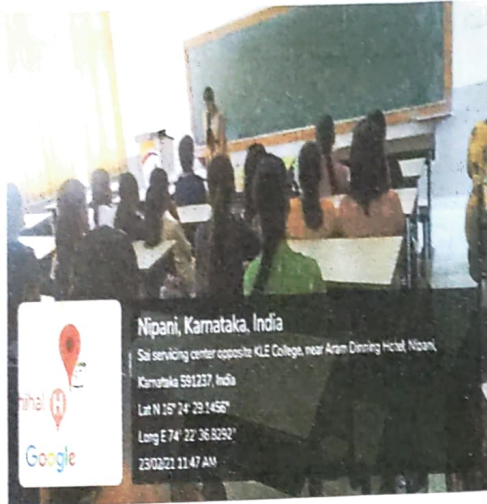 Nipani, Karnataka, India
Sai servicing center opposite KLE College, near Aram Dinning Hotel, Nipani,
Karnataka 591237, India
Lat N 16° 24' 29.1456"
Long E 74° 22' 36.8292"
23/02/21 11:47 AM
nihal H
Google